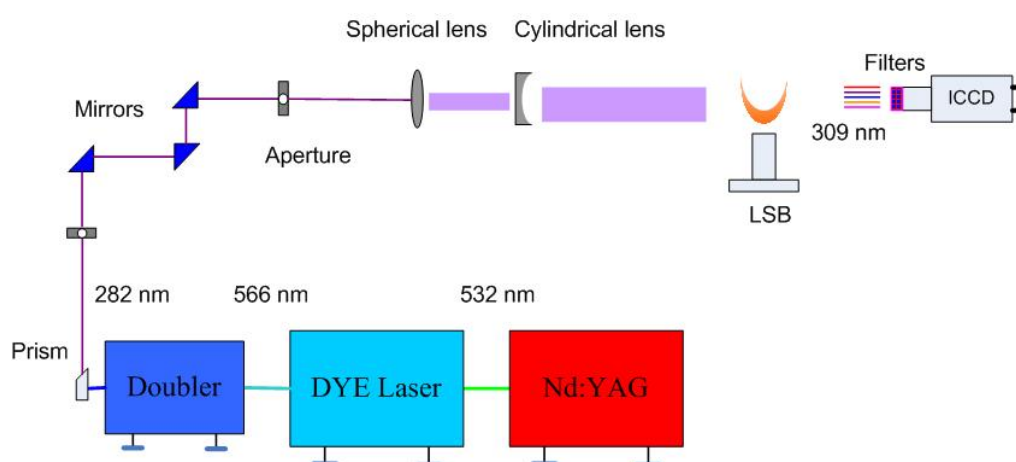 Spherical lens
Cylindrical lens
Filters
ICCD
Mirrors
Aperture
309 nm
LSB
282 nm
566 nm
532 nm
Prism
Doubler
DYE Laser
Nd:YAG